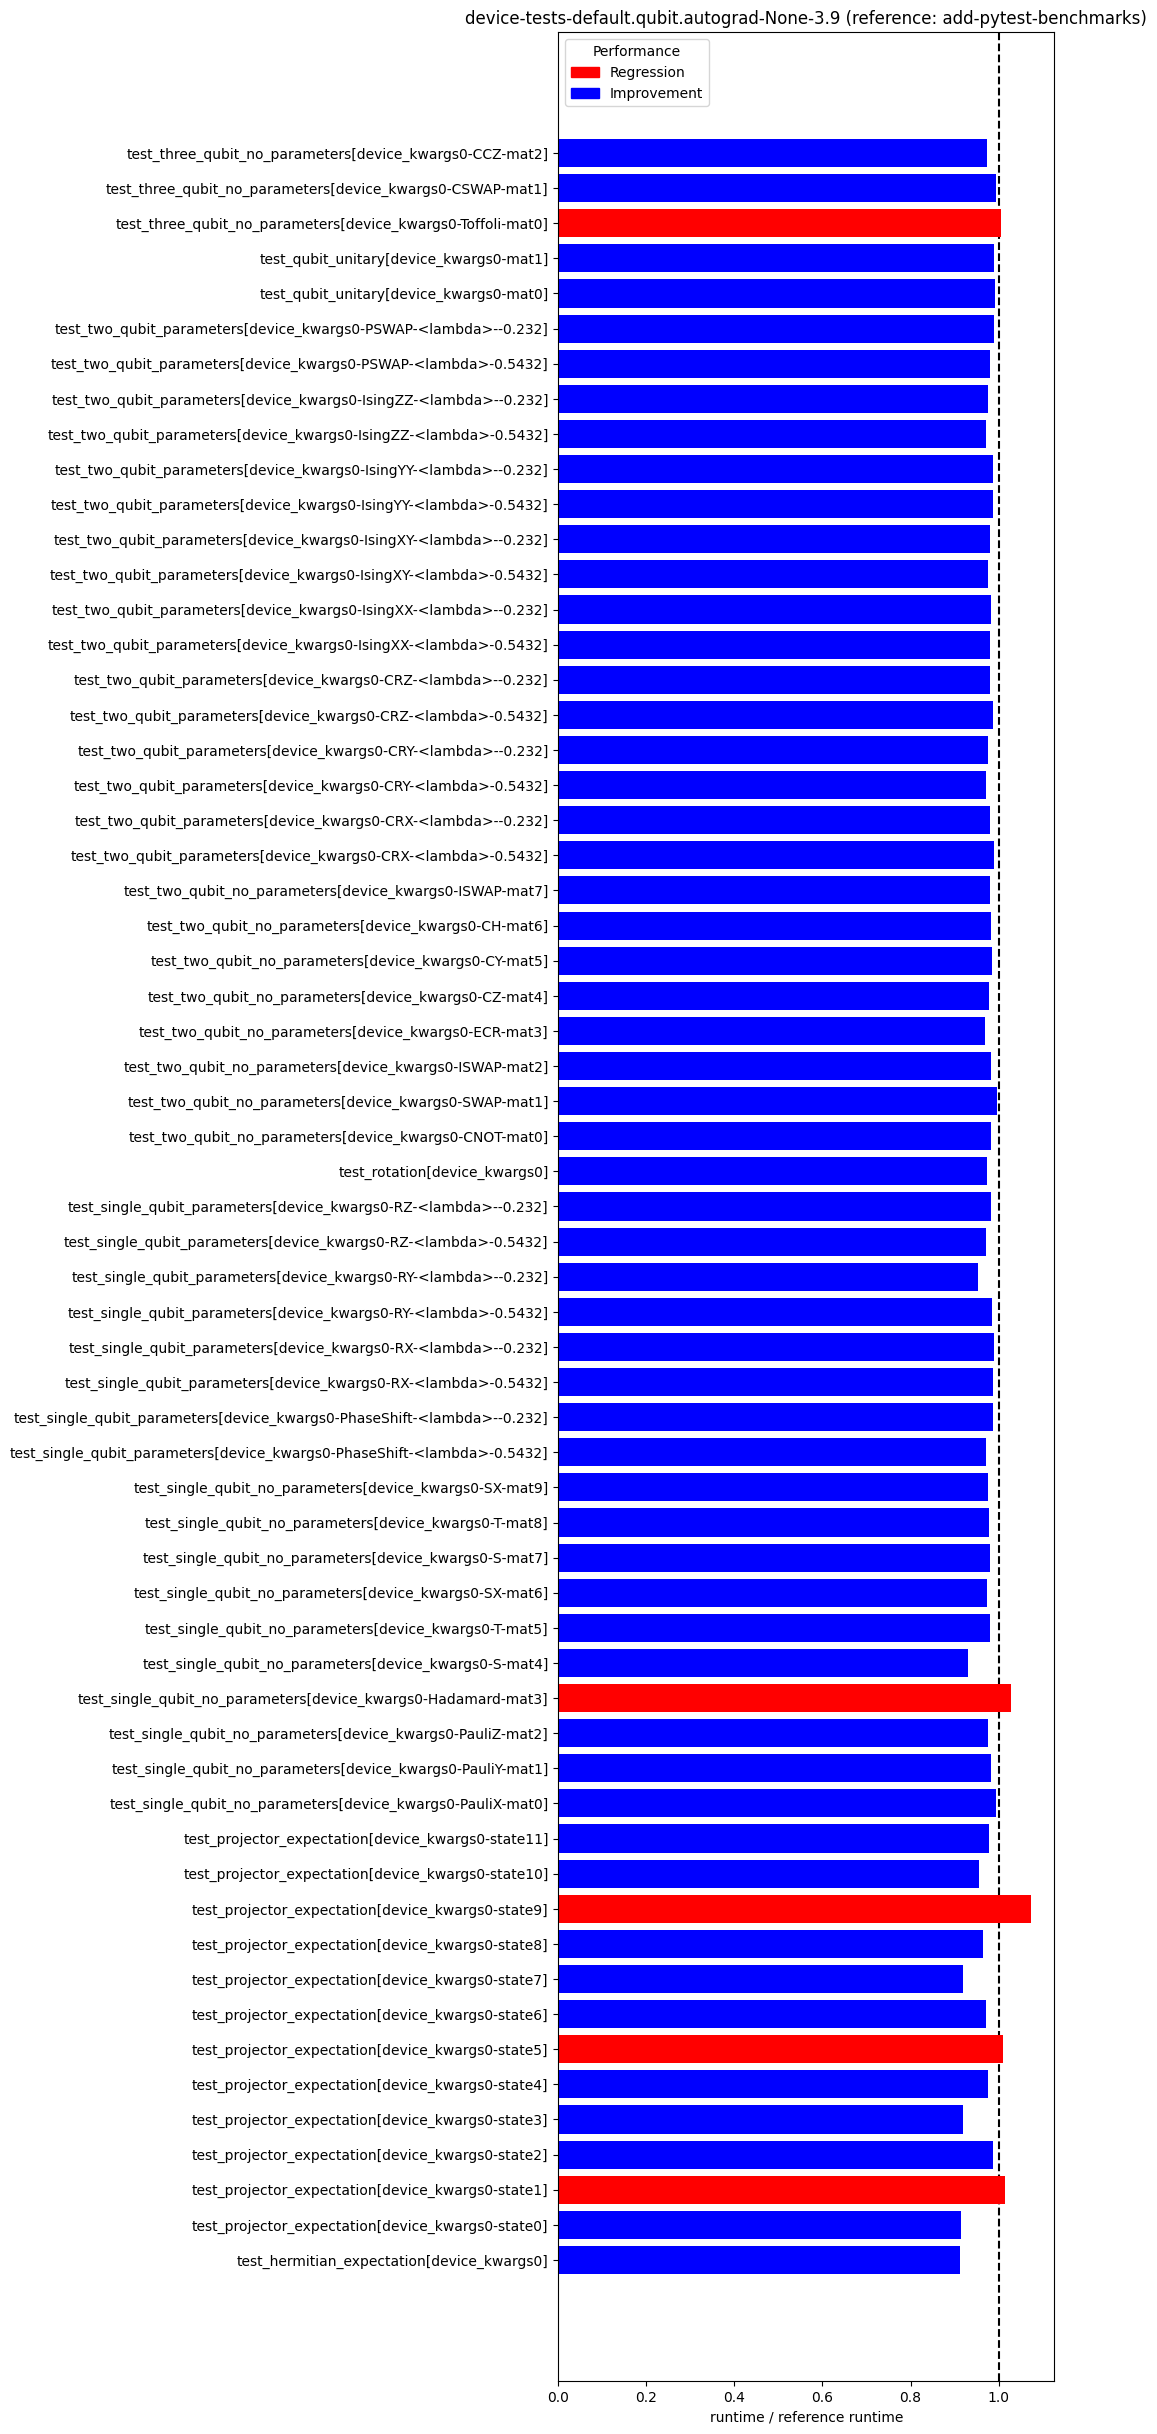 device-tests-default.qubit.autograd-None-3.9 (reference: add-pytest-benchmarks)
Performance
Regression
Improvement
test_three_qubit_no_parameters[device_kwargs0-CCZ-mat2]
test_three_qubit_no_parameters[device_kwargs0-CSWAP-mat1]
test_three_qubit_no_parameters[device_kwargs0-Toffoli-mat0]
test_qubit_unitary[device_kwargs0-mat1]
test_qubit_unitary[device_kwargs0-mat0]
test_two_qubit_parameters[device_kwargs0-PSWAP-<lambda>--0.232]
test_two_qubit_parameters[device_kwargs0-PSWAP-<lambda>-0.5432]
test_two_qubit_parameters[device_kwargs0-IsingZZ-<lambda>--0.232]
test_two_qubit_parameters[device_kwargs0-IsingZZ-<lambda>-0.5432]
test_two_qubit_parameters[device_kwargs0-IsingYY-<lambda>--0.232]
test_two_qubit_parameters[device_kwargs0-IsingYY-<lambda>-0.5432]
test_two_qubit_parameters[device_kwargs0-IsingXY-<lambda>--0.232]
test_two_qubit_parameters[device_kwargs0-IsingXY-<lambda>-0.5432]
test_two_qubit_parameters[device_kwargs0-IsingXX-<lambda>--0.232]
test_two_qubit_parameters[device_kwargs0-IsingXX-<lambda>-0.5432]
test_two_qubit_parameters[device_kwargs0-CRZ-<lambda>--0.232]
test_two_qubit_parameters[device_kwargs0-CRZ-<lambda>-0.5432]
test_two_qubit_parameters[device_kwargs0-CRY-<lambda>--0.232]
test_two_qubit_parameters[device_kwargs0-CRY-<lambda>-0.5432]
test_two_qubit_parameters[device_kwargs0-CRX-<lambda>--0.232]
test_two_qubit_parameters[device_kwargs0-CRX-<lambda>-0.5432]
test_two_qubit_no_parameters[device_kwargs0-ISWAP-mat7]
test_two_qubit_no_parameters[device_kwargs0-CH-mat6]
test_two_qubit_no_parameters[device_kwargs0-CY-mat5]
test_two_qubit_no_parameters[device_kwargs0-CZ-mat4]
test_two_qubit_no_parameters[device_kwargs0-ECR-mat3]
test_two_qubit_no_parameters[device_kwargs0-ISWAP-mat2]
test_two_qubit_no_parameters[device_kwargs0-SWAP-mat1]
test_two_qubit_no_parameters[device_kwargs0-CNOT-mat0]
test_rotation[device_kwargs0]
test_single_qubit_parameters[device_kwargs0-RZ-<lambda>--0.232]
test_single_qubit_parameters[device_kwargs0-RZ-<lambda>-0.5432]
test_single_qubit_parameters[device_kwargs0-RY-<lambda>--0.232]
test_single_qubit_parameters[device_kwargs0-RY-<lambda>-0.5432]
test_single_qubit_parameters[device_kwargs0-RX-<lambda>--0.232]
test_single_qubit_parameters[device_kwargs0-RX-<lambda>-0.5432]
test_single_qubit_parameters[device_kwargs0-PhaseShift-<lambda>--0.232]
test_single_qubit_parameters[device_kwargs0-PhaseShift-<lambda>-0.5432]
test_single_qubit_no_parameters[device_kwargs0-SX-mat9]
test_single_qubit_no_parameters[device_kwargs0-T-mat8]
test_single_qubit_no_parameters[device_kwargs0-S-mat7]
test_single_qubit_no_parameters[device_kwargs0-SX-mat6]
test_single_qubit_no_parameters[device_kwargs0-T-mat5]
test_single_qubit_no_parameters[device_kwargs0-S-mat4]
test_single_qubit_no_parameters[device_kwargs0-Hadamard-mat3]
test_single_qubit_no_parameters[device_kwargs0-PauliZ-mat2]
test_single_qubit_no_parameters[device_kwargs0-PauliY-mat1]
test_single_qubit_no_parameters[device_kwargs0-PauliX-mat0]
test_projector_expectation[device_kwargs0-state11]
test_projector_expectation[device_kwargs0-state10]
test_projector_expectation[device_kwargs0-state9]
test_projector_expectation[device_kwargs0-state8]
test_projector_expectation[device_kwargs0-state7]
test_projector_expectation[device_kwargs0-state6]
test_projector_expectation[device_kwargs0-state5]
test_projector_expectation[device_kwargs0-state4]
test_projector_expectation[device_kwargs0-state3]
test_projector_expectation[device_kwargs0-state2]
test_projector_expectation[device_kwargs0-state1]
test_projector_expectation[device_kwargs0-state0]
test_hermitian_expectation[device_kwargs0]
0.0 0.2 0.4 0.6 0.8 1.0
runtime / reference runtime